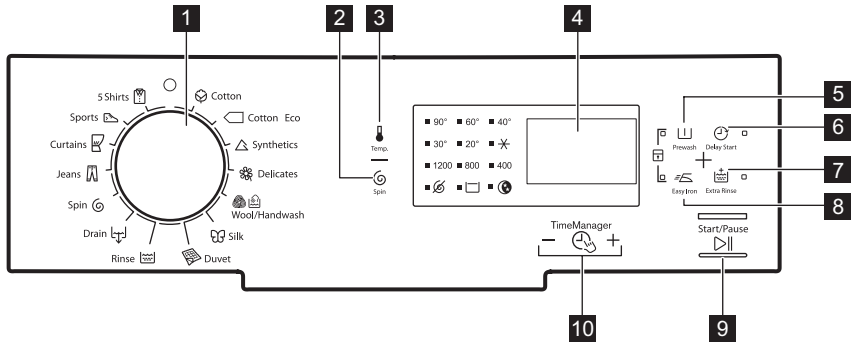 1
2
3
4
5
6
7
8
9
10
5 Shirts
Cotton
Sports
Cotton Eco
Curtains
Synthetics
Jeans
Delicates
Spin
Wool/Handwash
Drain
Silk
Rinse
Duvet
Temp.
Spin
90° 60° 40°
30° 20°
1200 800 400
Prewash
Delay Start
Easy Iron
Extra Rinse
TimeManager
Start/Pause